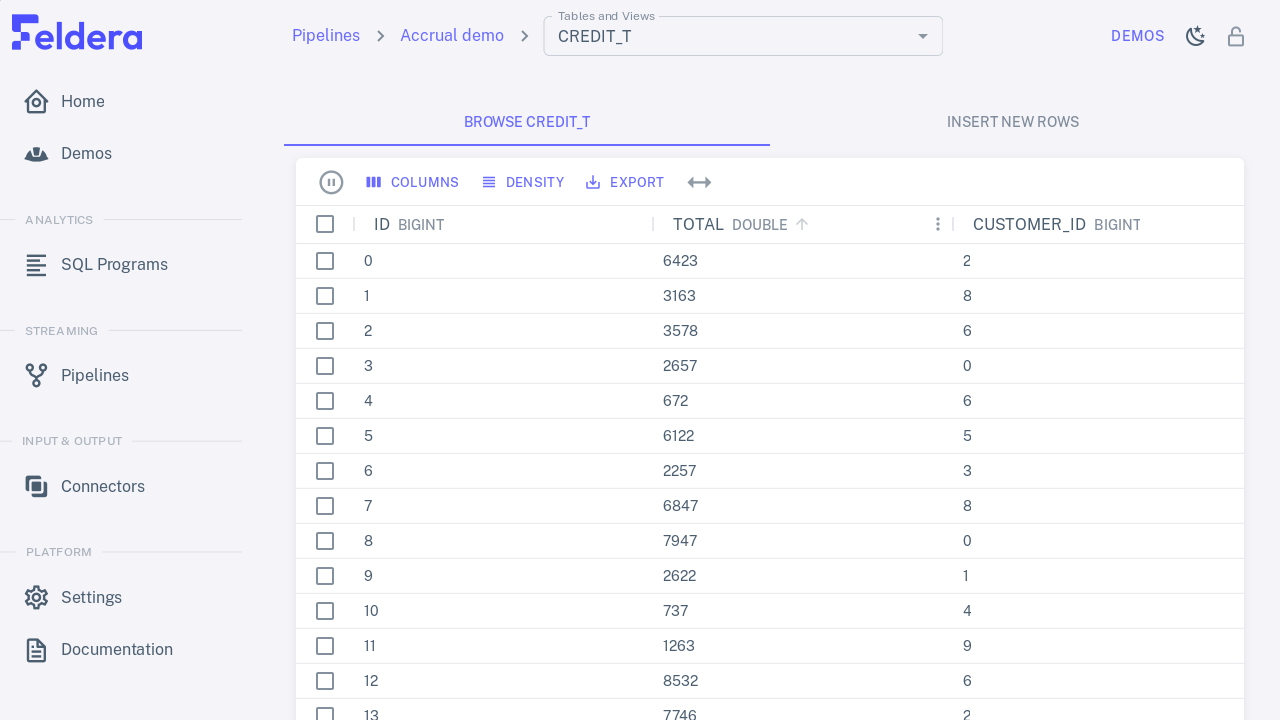 Feldera
Pipelines
Accrual demo
Tables and Views
CREDIT_T
DEMOS
Home
Demos
ANALYTICS
SQL Programs
STREAMING
Pipelines
INPUT & OUTPUT
Connectors
PLATFORM
Settings
Documentation
BROWSE CREDIT_T
INSERT NEW ROWS
COLUMNS DENSITY EXPORT
ID BIGINT TOTAL DOUBLE CUSTOMER_ID BIGINT
0 6423 2
1 3163 8
2 3578 6
3 2657 0
4 672 6
5 6122 5
6 2257 3
7 6847 8
8 7947 0
9 2622 1
10 737 4
11 1263 9
12 8532 6
13 7746 2